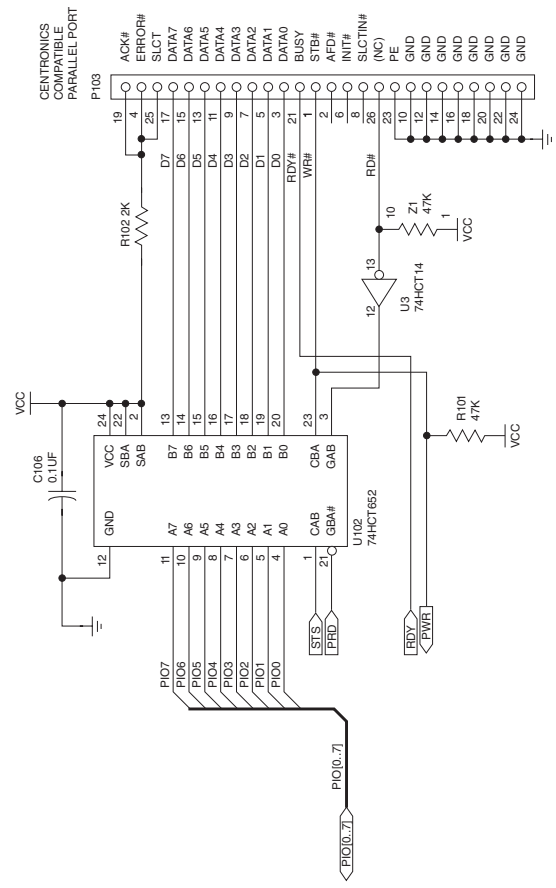 CENTRONICS
COMPATIBLE
PARALLEL PORT
P103
19 ACK#
4 ERROR#
25 SLCT
17 DATA7
15 DATA6
13 DATA5
11 DATA4
9 DATA3
7 DATA2
5 DATA1
3 DATA0
21 BUSY
1 STB#
2 AFD#
6 INIT#
8 SLCTIN#
26 (NC)
23 PE
10 GND
12 GND
14 GND
16 GND
18 GND
20 GND
22 GND
24 GND
D7
D6
D5
D4
D3
D2
D1
D0
RDY#
WR#
RD#
R102 2K
VCC
C106
0.1UF
12 GND
VCC 24
SBA 22
SAB 2
11 A7
10 A6
9 A5
8 A4
7 A3
6 A2
5 A1
4 A0
B7 13
B6 14
B5 15
B4 16
B3 17
B2 18
B1 19
B0 20
1 CAB
21 GBA#
CBA 23
GAB 3
U102
74HCT652
PIO7
PIO6
PIO5
PIO4
PIO3
PIO2
PIO1
PIO0
PIO[0..7]
PIO[0..7]
STS
PRD
RDY
PWR
12
13
U3
74HCT14
10
Z1
47K
1
VCC
R101
47K
VCC